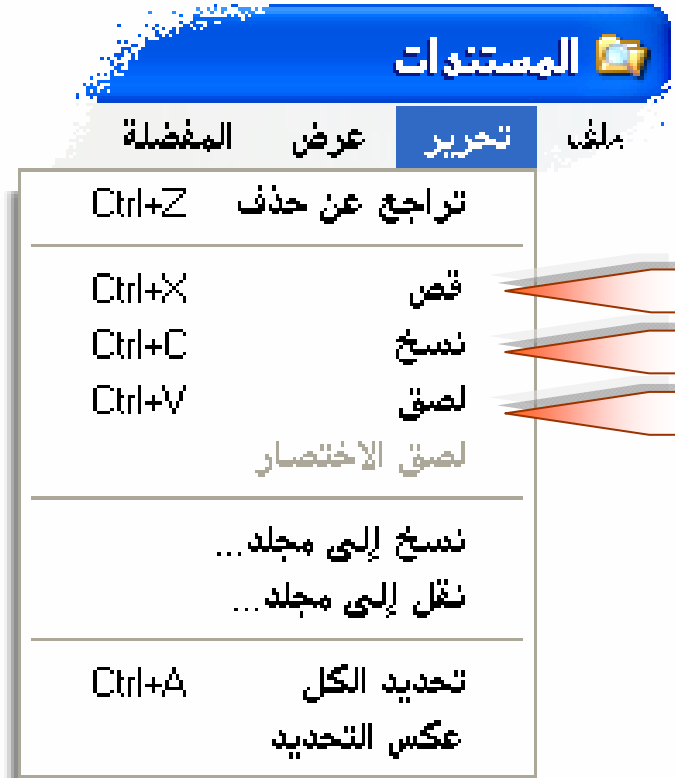 المستندات
ملف تحرير عرض المفضلة
تراجع عن حذف Ctrl+Z
قص Ctrl+X
نسخ Ctrl+C
لصق Ctrl+V
لصق الاختصار
نسخ إلى مجلد...
نقل إلى مجلد...
تحديد الكل Ctrl+A
عكس التحديد